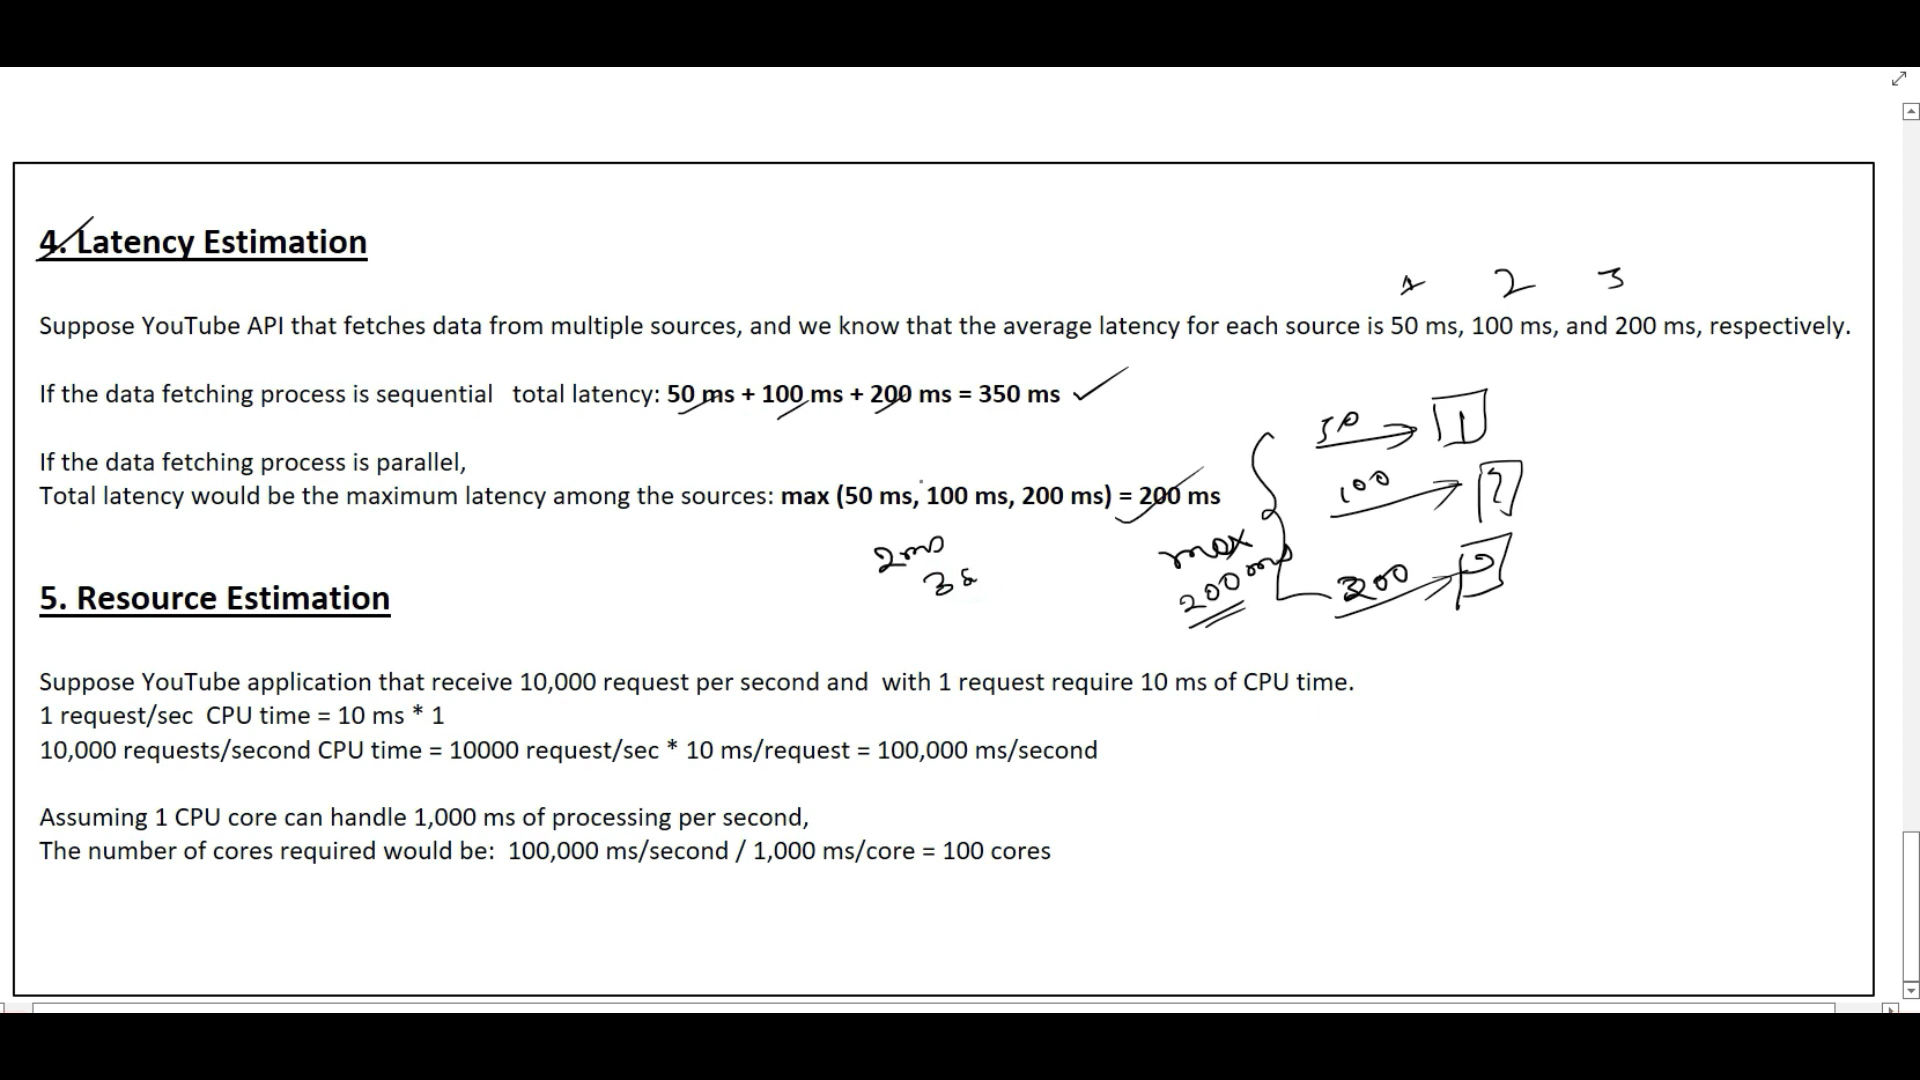 4. Latency Estimation
1 2 3
Suppose YouTube API that fetches data from multiple sources, and we know that the average latency for each source is 50 ms, 100 ms, and 200 ms, respectively.
If the data fetching process is sequential total latency: 50 ms + 100 ms + 200 ms = 350 ms
50 1
If the data fetching process is parallel,
100
Total latency would be the maximum latency among the sources: max (50 ms, 100 ms, 200 ms) = 200 ms
2ms
max
200 ms
5. Resource Estimation
Suppose YouTube application that receive 10,000 request per second and with 1 request require 10 ms of CPU time.
1 request/sec CPU time = 10 ms * 1
10,000 requests/second CPU time = 10000 request/sec * 10 ms/request = 100,000 ms/second
Assuming 1 CPU core can handle 1,000 ms of processing per second,
The number of cores required would be: 100,000 ms/second / 1,000 ms/core = 100 cores